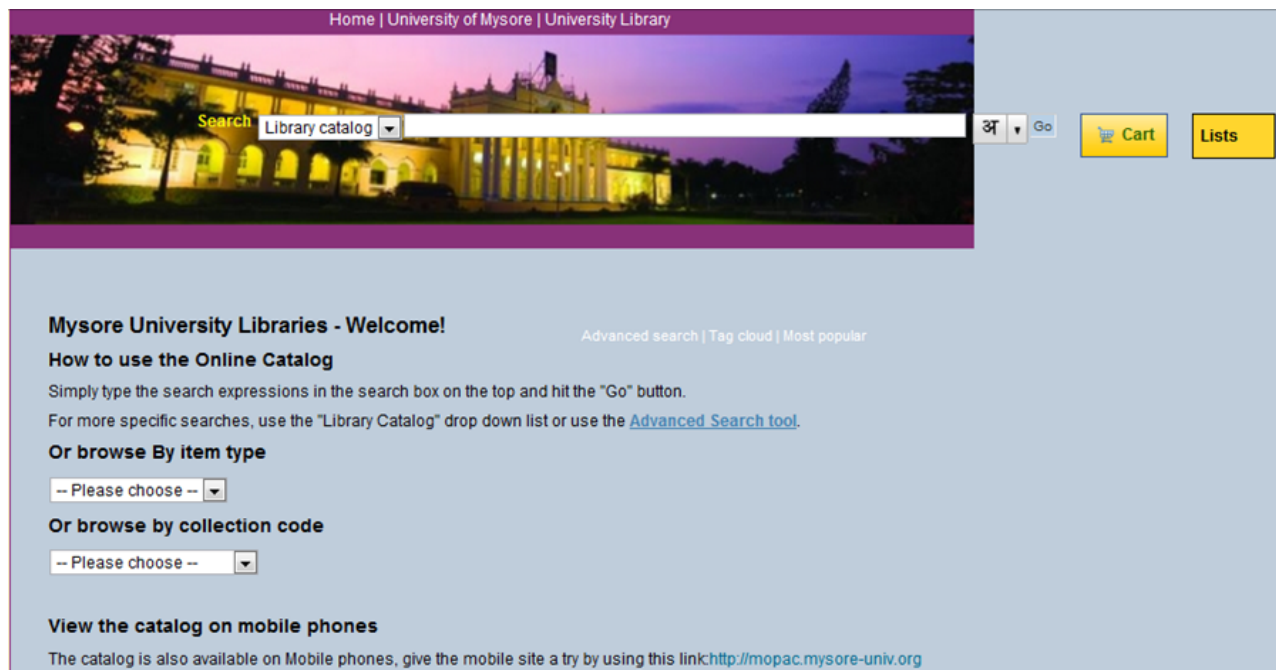 Home | University of Mysore | University Library
Search Library catalog अ Go Cart Lists
Mysore University Libraries - Welcome!
Advanced search | Tag cloud | Most popular
How to use the Online Catalog
Simply type the search expressions in the search box on the top and hit the "Go" button.
For more specific searches, use the "Library Catalog" drop down list or use the Advanced Search tool.
Or browse By item type
-- Please choose --
Or browse by collection code
-- Please choose --
View the catalog on mobile phones
The catalog is also available on Mobile phones, give the mobile site a try by using this link:http://mopac.mysore-univ.org